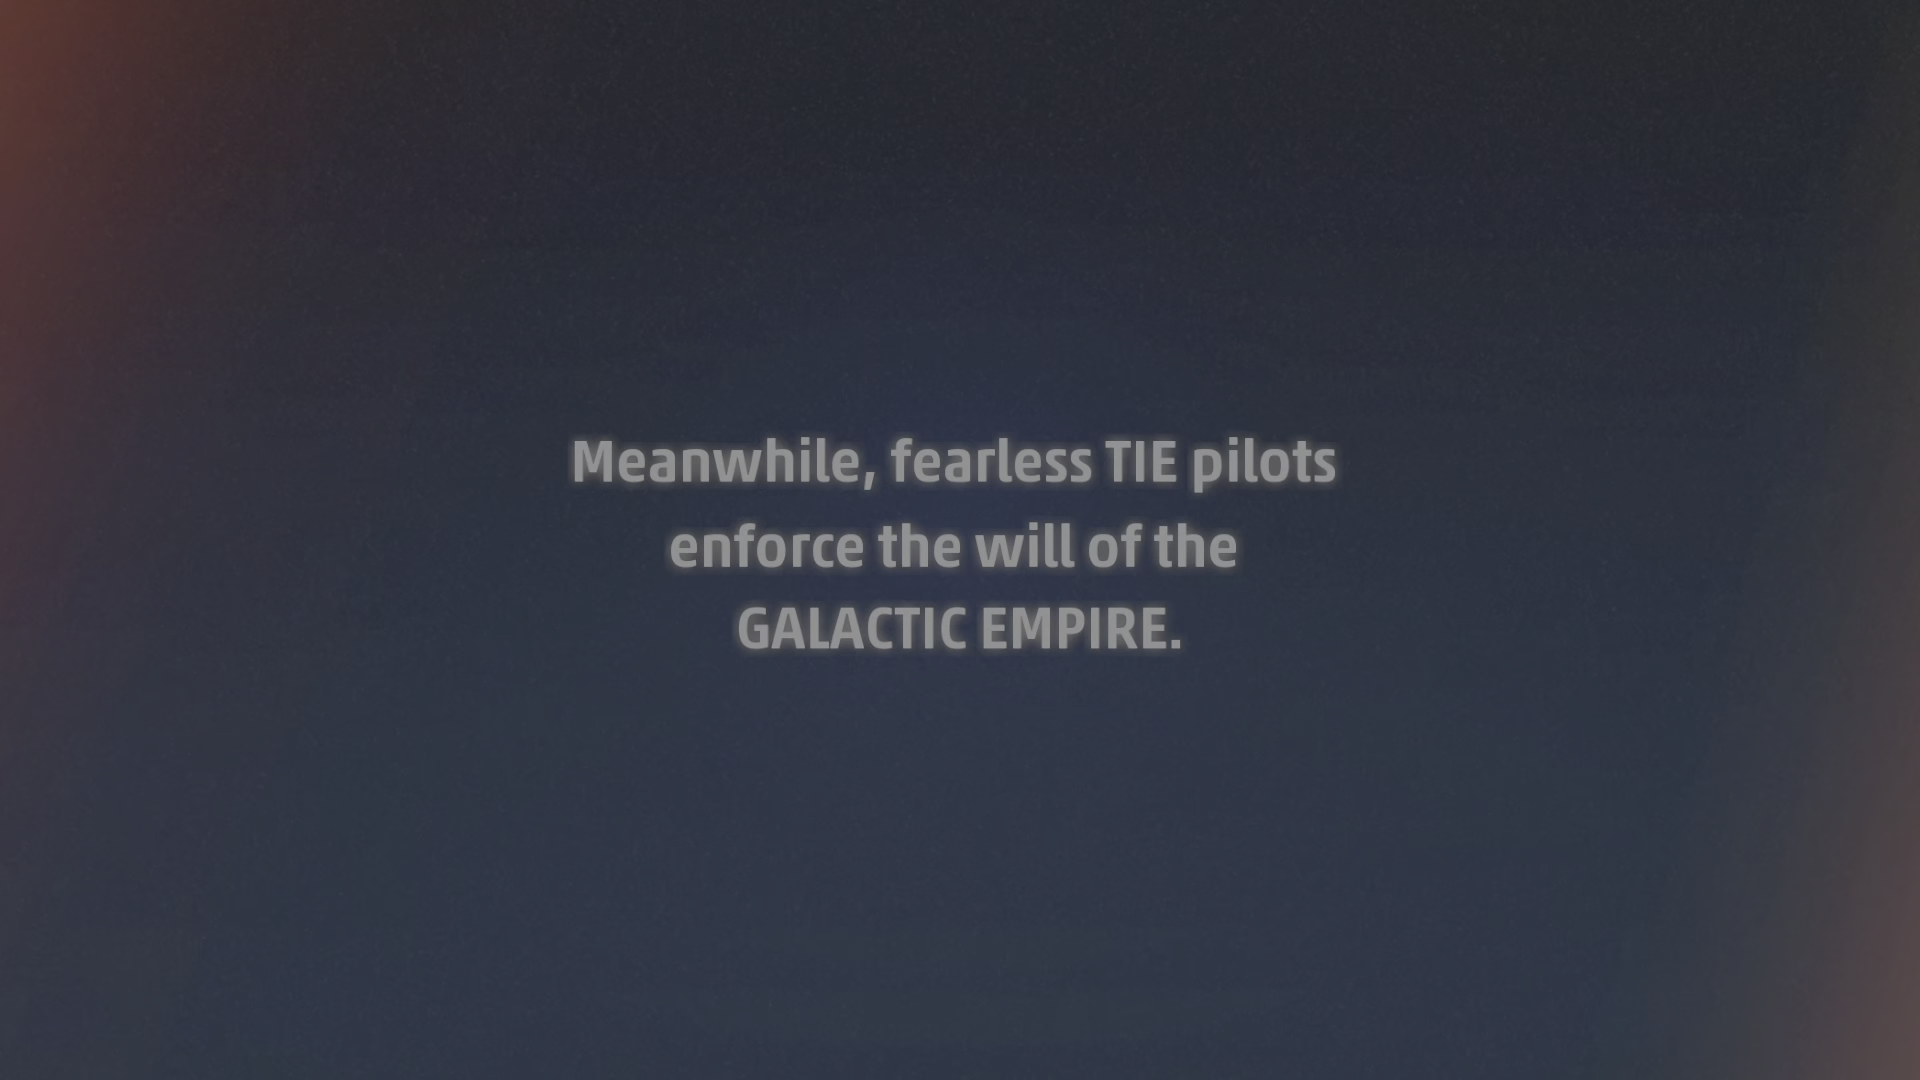 Meanwhile, fearless TIE pilots
enforce the will of the
GALACTIC EMPIRE.